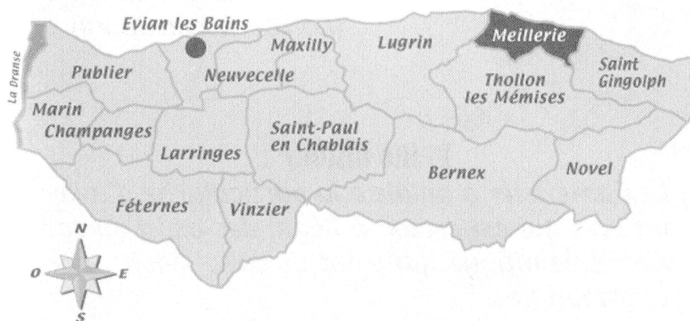 Evian les Bains
Meillerie
Maxilly
Lugrin
Saint
Gingolph
La Dranse
Publier
Neuvecelle
Thollon
les Mémises
Marin
Champanges
Saint-Paul
en Chablais
Larringes
Bernex
Novel
Féternes
Vinzier
N
O
E
S